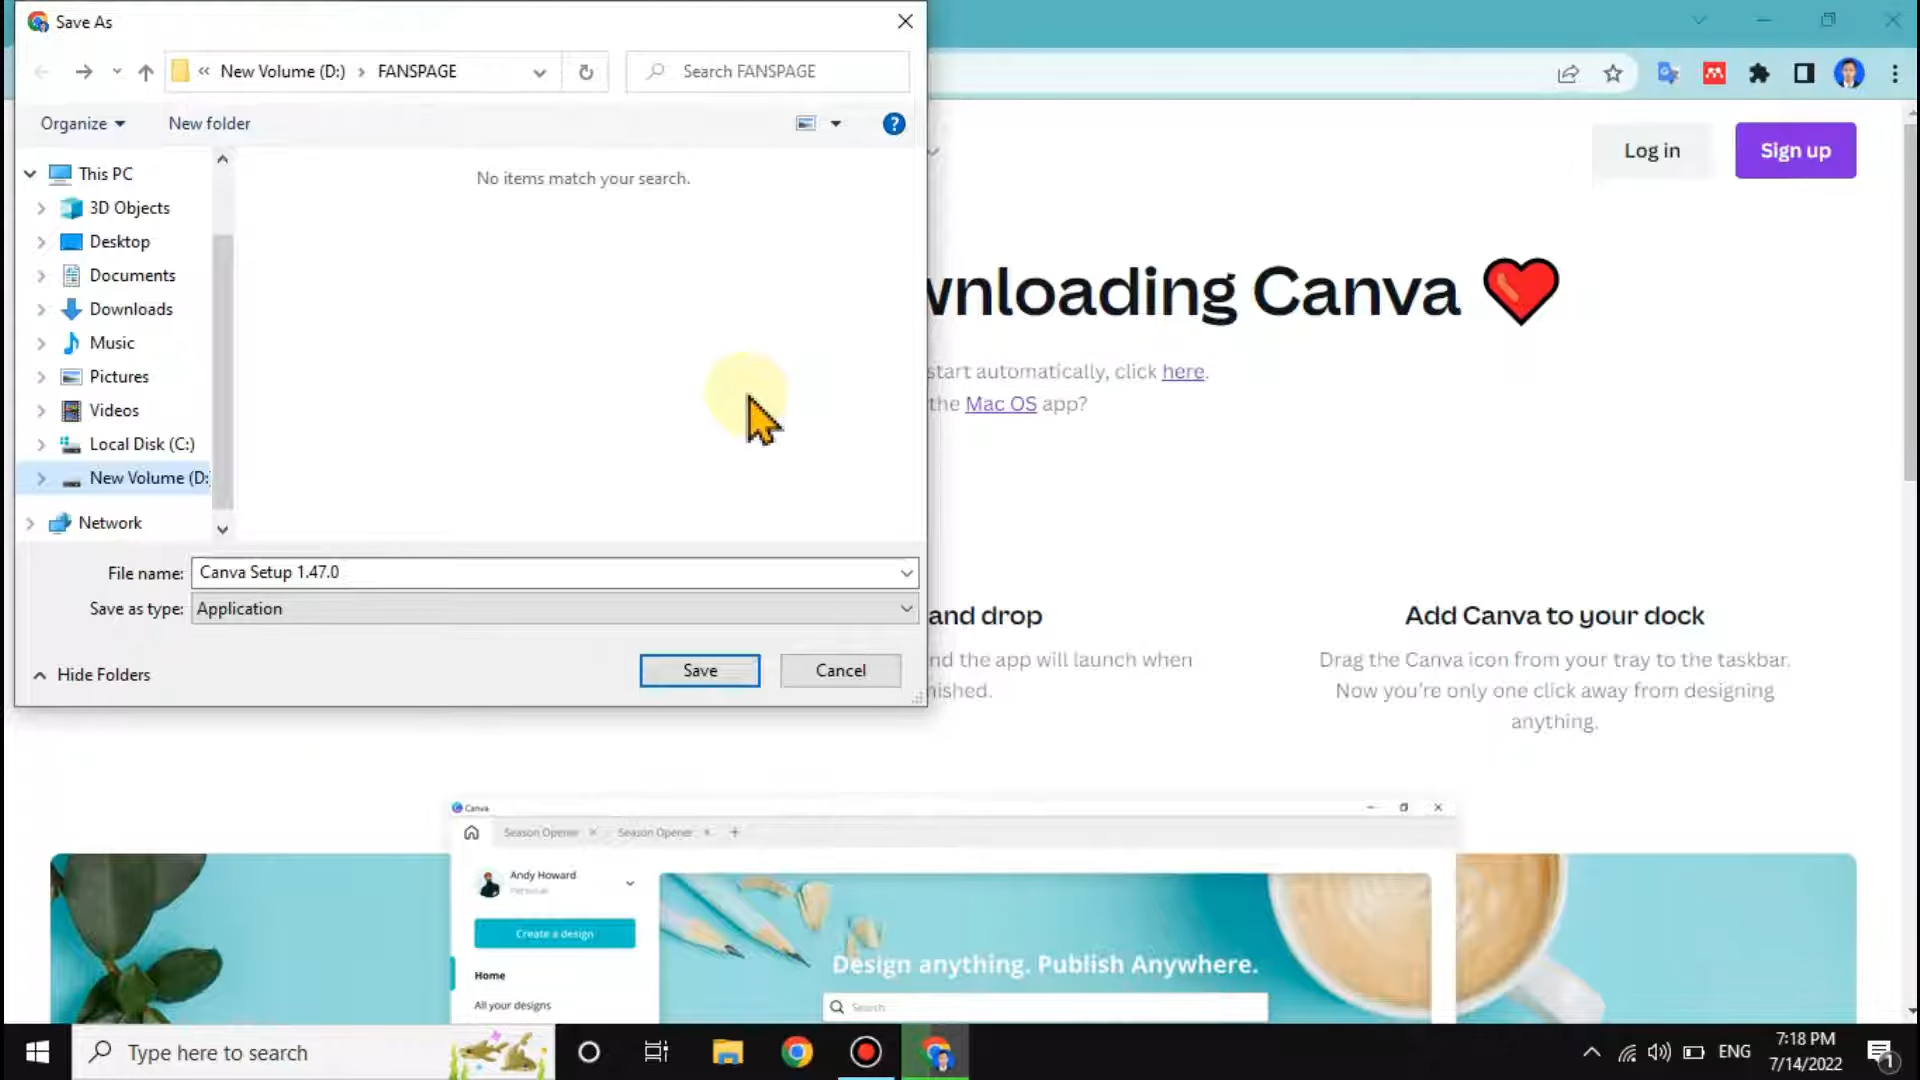 Save As
« New Volume (D:) › FANSPAGE
Search FANSPAGE
Organize
New folder
?
This PC
3D Objects
Desktop
Documents
Downloads
Music
Pictures
Videos
Local Disk (C:)
New Volume (D:
Network
No items match your search.
File name: Canva Setup 1.47.0
Save as type: Application
Hide Folders
Save
Cancel
Log in
Sign up
wnloading Canva
start automatically, click here.
the Mac OS app?
and drop
nd the app will launch when
nished.
Add Canva to your dock
Drag the Canva icon from your tray to the taskbar.
Now you're only one click away from designing
anything.
Canva
Season Opener
Season Opener
Andy Howard
Personal
Create a design
Home
All your designs
Design anything. Publish Anywhere.
Search
Type here to search
ENG
7:18 PM
7/14/2022
1